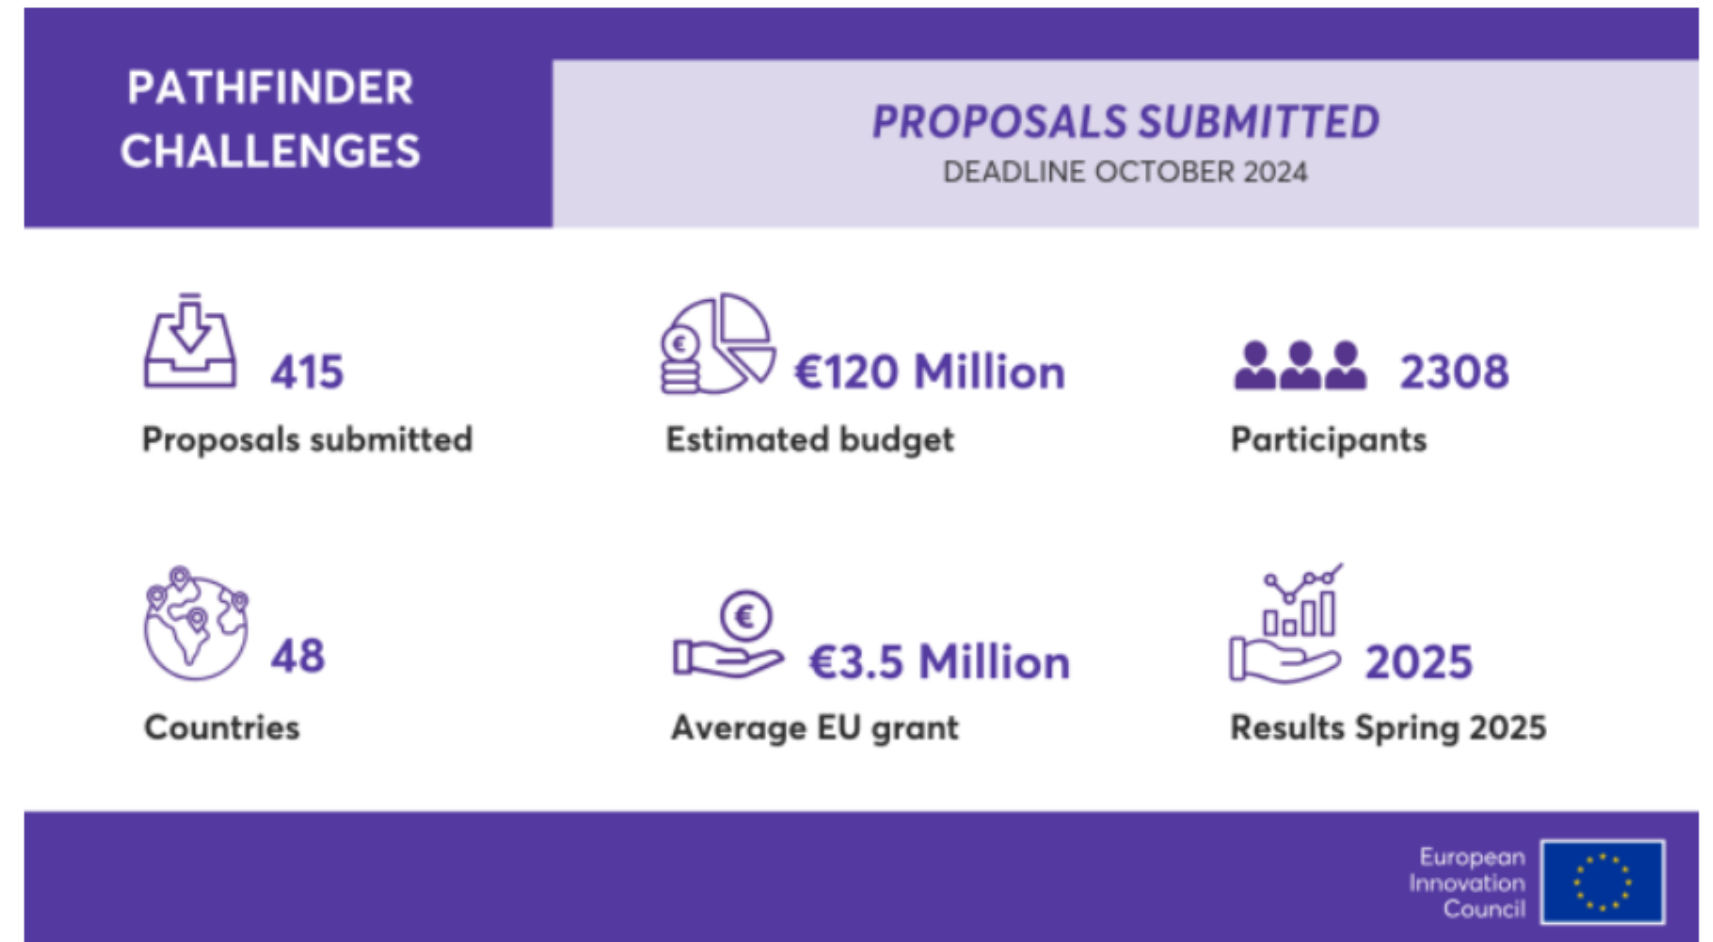 PATHFINDER
CHALLENGES
PROPOSALS SUBMITTED
DEADLINE OCTOBER 2024
415
Proposals submitted
€120 Million
Estimated budget
2308
Participants
48
Countries
€3.5 Million
Average EU grant
2025
Results Spring 2025
European
Innovation
Council